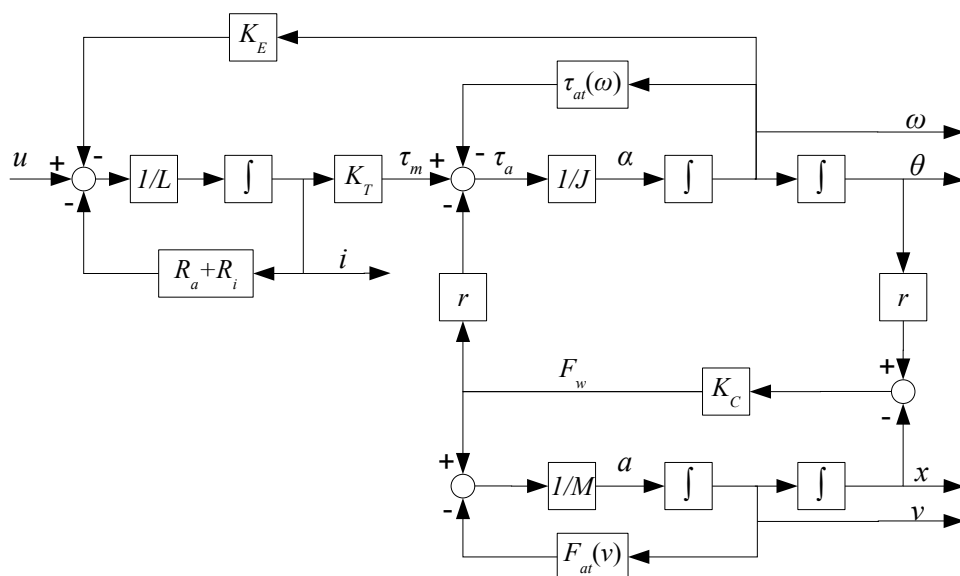 K_E
τ_at(ω)
ω
u + - 1/L ∫ K_T τ_m + - τ_a 1/J α ∫ ∫ θ
- -
R_a+R_i i
r r
F_w K_C + -
+ 1/M a ∫ ∫ x
- v
F_at(v)